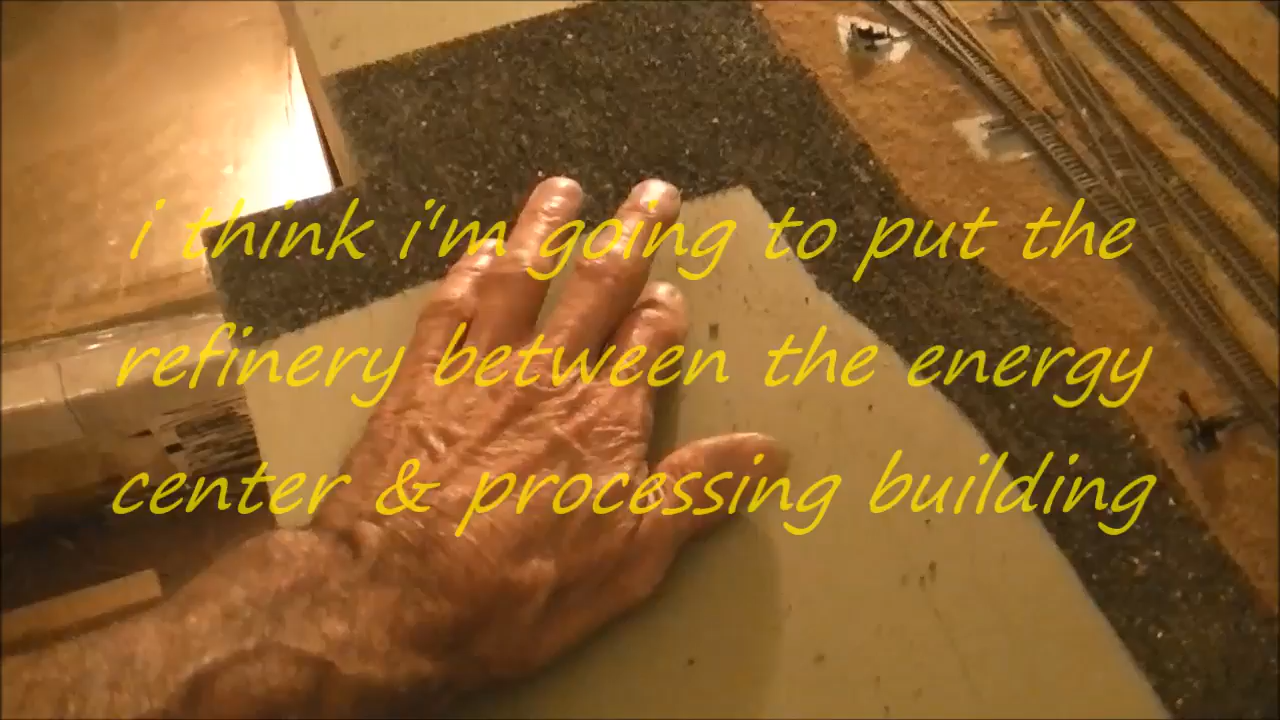 i think i'm going to put the
refinery between the energy
center & processing building